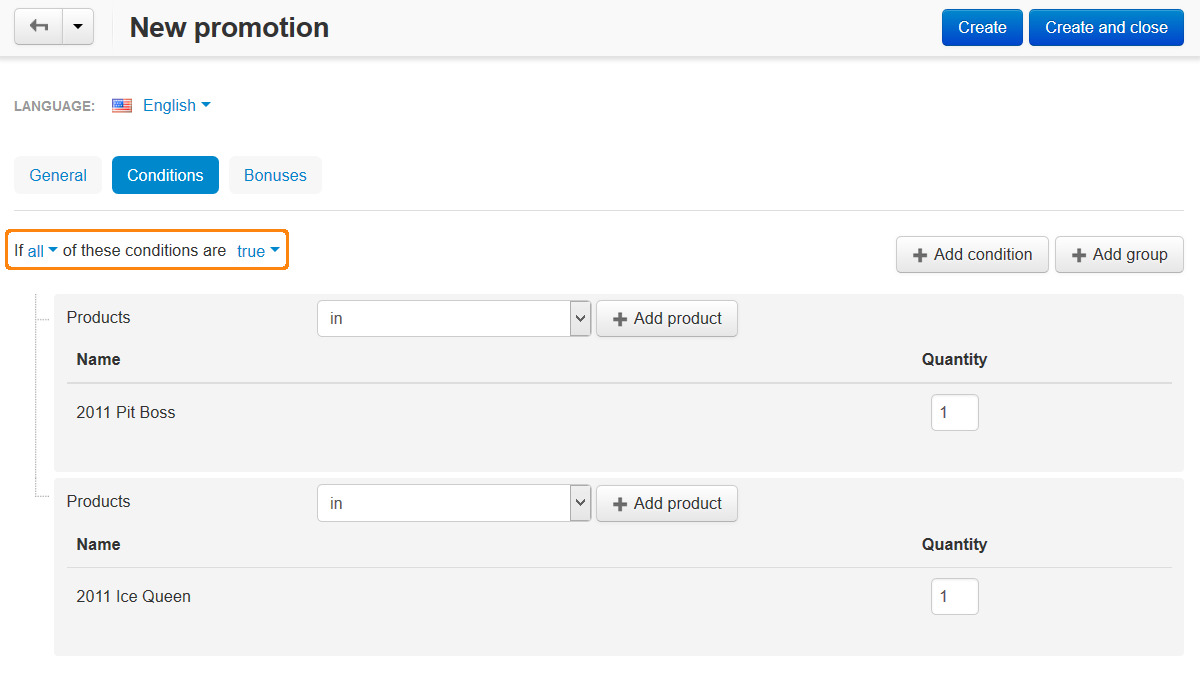 New promotion
Create
Create and close
LANGUAGE: English
General
Conditions
Bonuses
If all of these conditions are true
Add condition
Add group
Products
in
Add product
Name
Quantity
2011 Pit Boss
1
Products
in
Add product
Name
Quantity
2011 Ice Queen
1